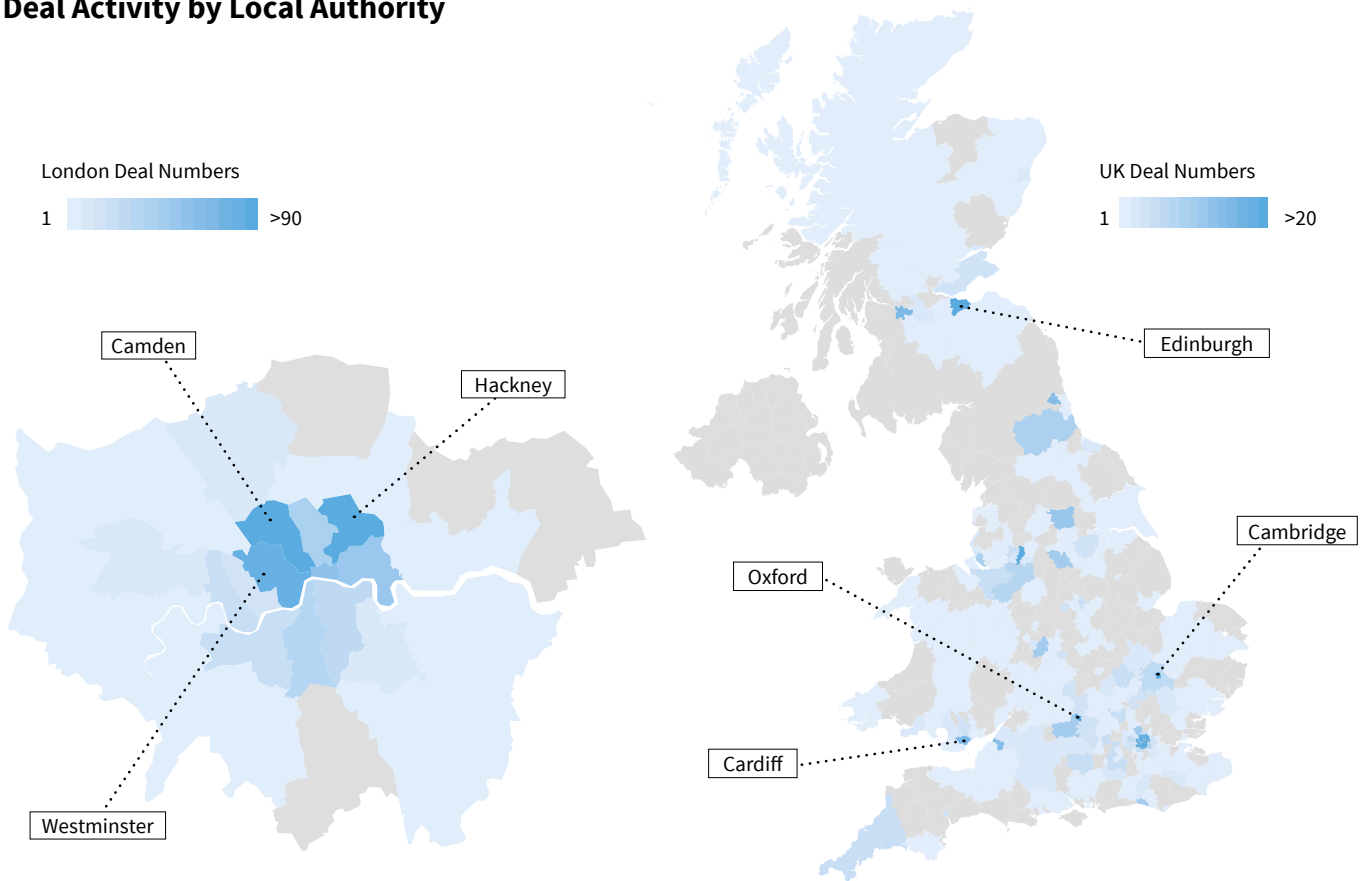 Deal Activity by Local Authority
London Deal Numbers
1
>90
UK Deal Numbers
1
>20
Camden
Hackney
Westminster
Edinburgh
Cambridge
Oxford
Cardiff